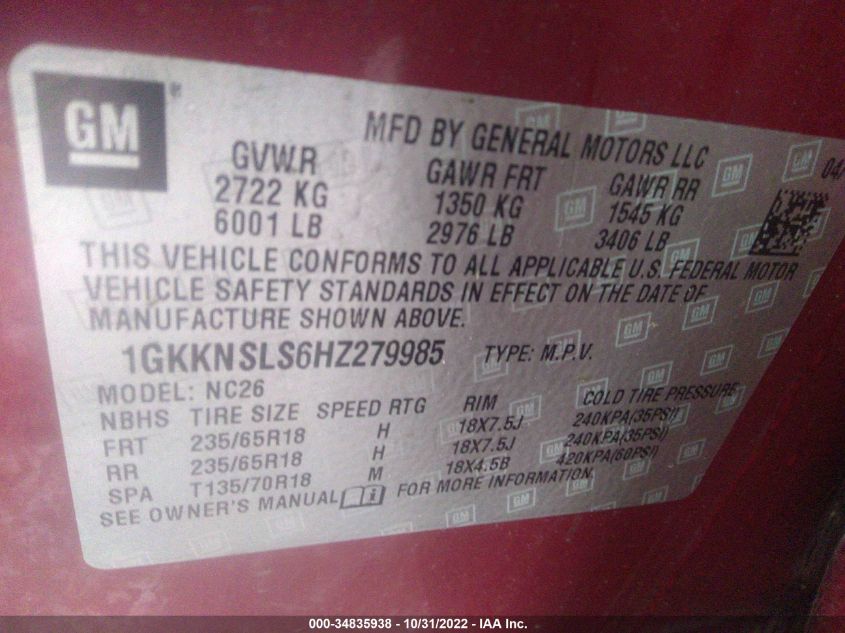 GM®
MFD BY GENERAL MOTORS LLC
04/
GVWR GAWR FRT GAWR RR
2722 KG 1350 KG 1545 KG
6001 LB 2976 LB 3406 LB
THIS VEHICLE CONFORMS TO ALL APPLICABLE U.S. FEDERAL MOTOR
VEHICLE SAFETY STANDARDS IN EFFECT ON THE DATE OF
MANUFACTURE SHOWN ABOVE.
1GKKNSLS6HZ279985 TYPE: M.P.V.
MODEL: NC26
NBHS TIRE SIZE SPEED RTG RIM COLD TIRE PRESSURE
FRT 235/65R18 H 18X7.5J 240KPA(35PSI)
RR 235/65R18 H 18X7.5J 240KPA(35PSI)
SPA T135/70R18 M 18X4.5B 420KPA(60PSI)
SEE OWNER'S MANUAL FOR MORE INFORMATION.
000-34835938 - 10/31/2022 - IAA Inc.